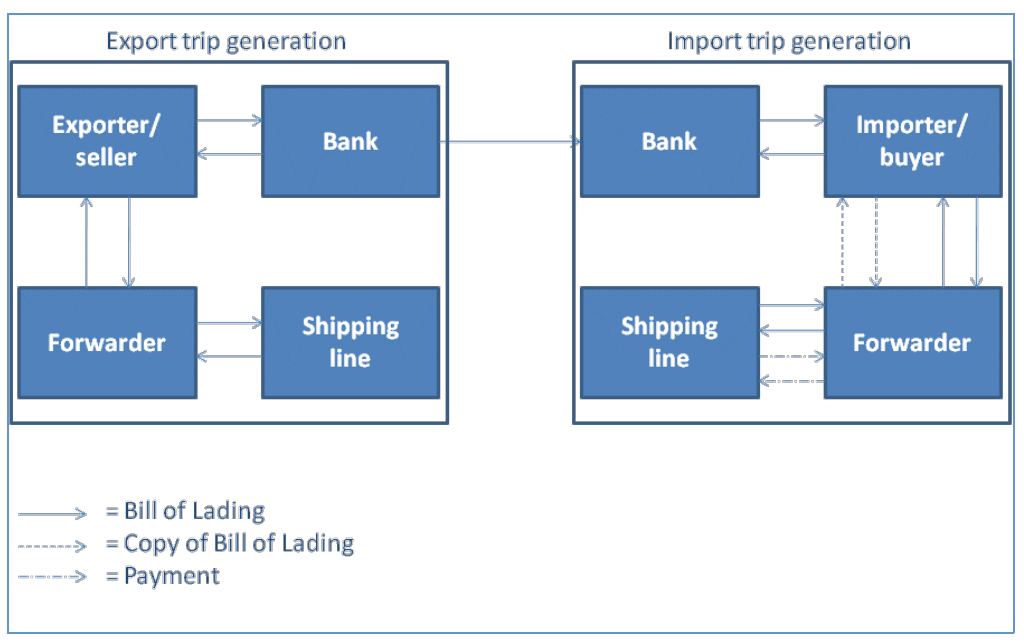 Export trip generation
Import trip generation
Exporter/
seller
Bank
Bank
Importer/
buyer
Forwarder
Shipping
line
Shipping
line
Forwarder
= Bill of Lading
= Copy of Bill of Lading
= Payment